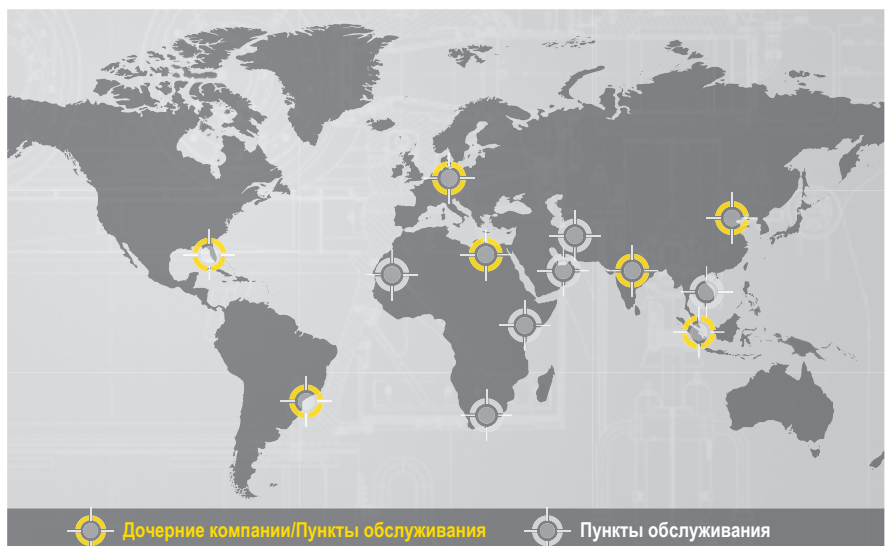 Дочерние компании/Пункты обслуживания
Пункты обслуживания